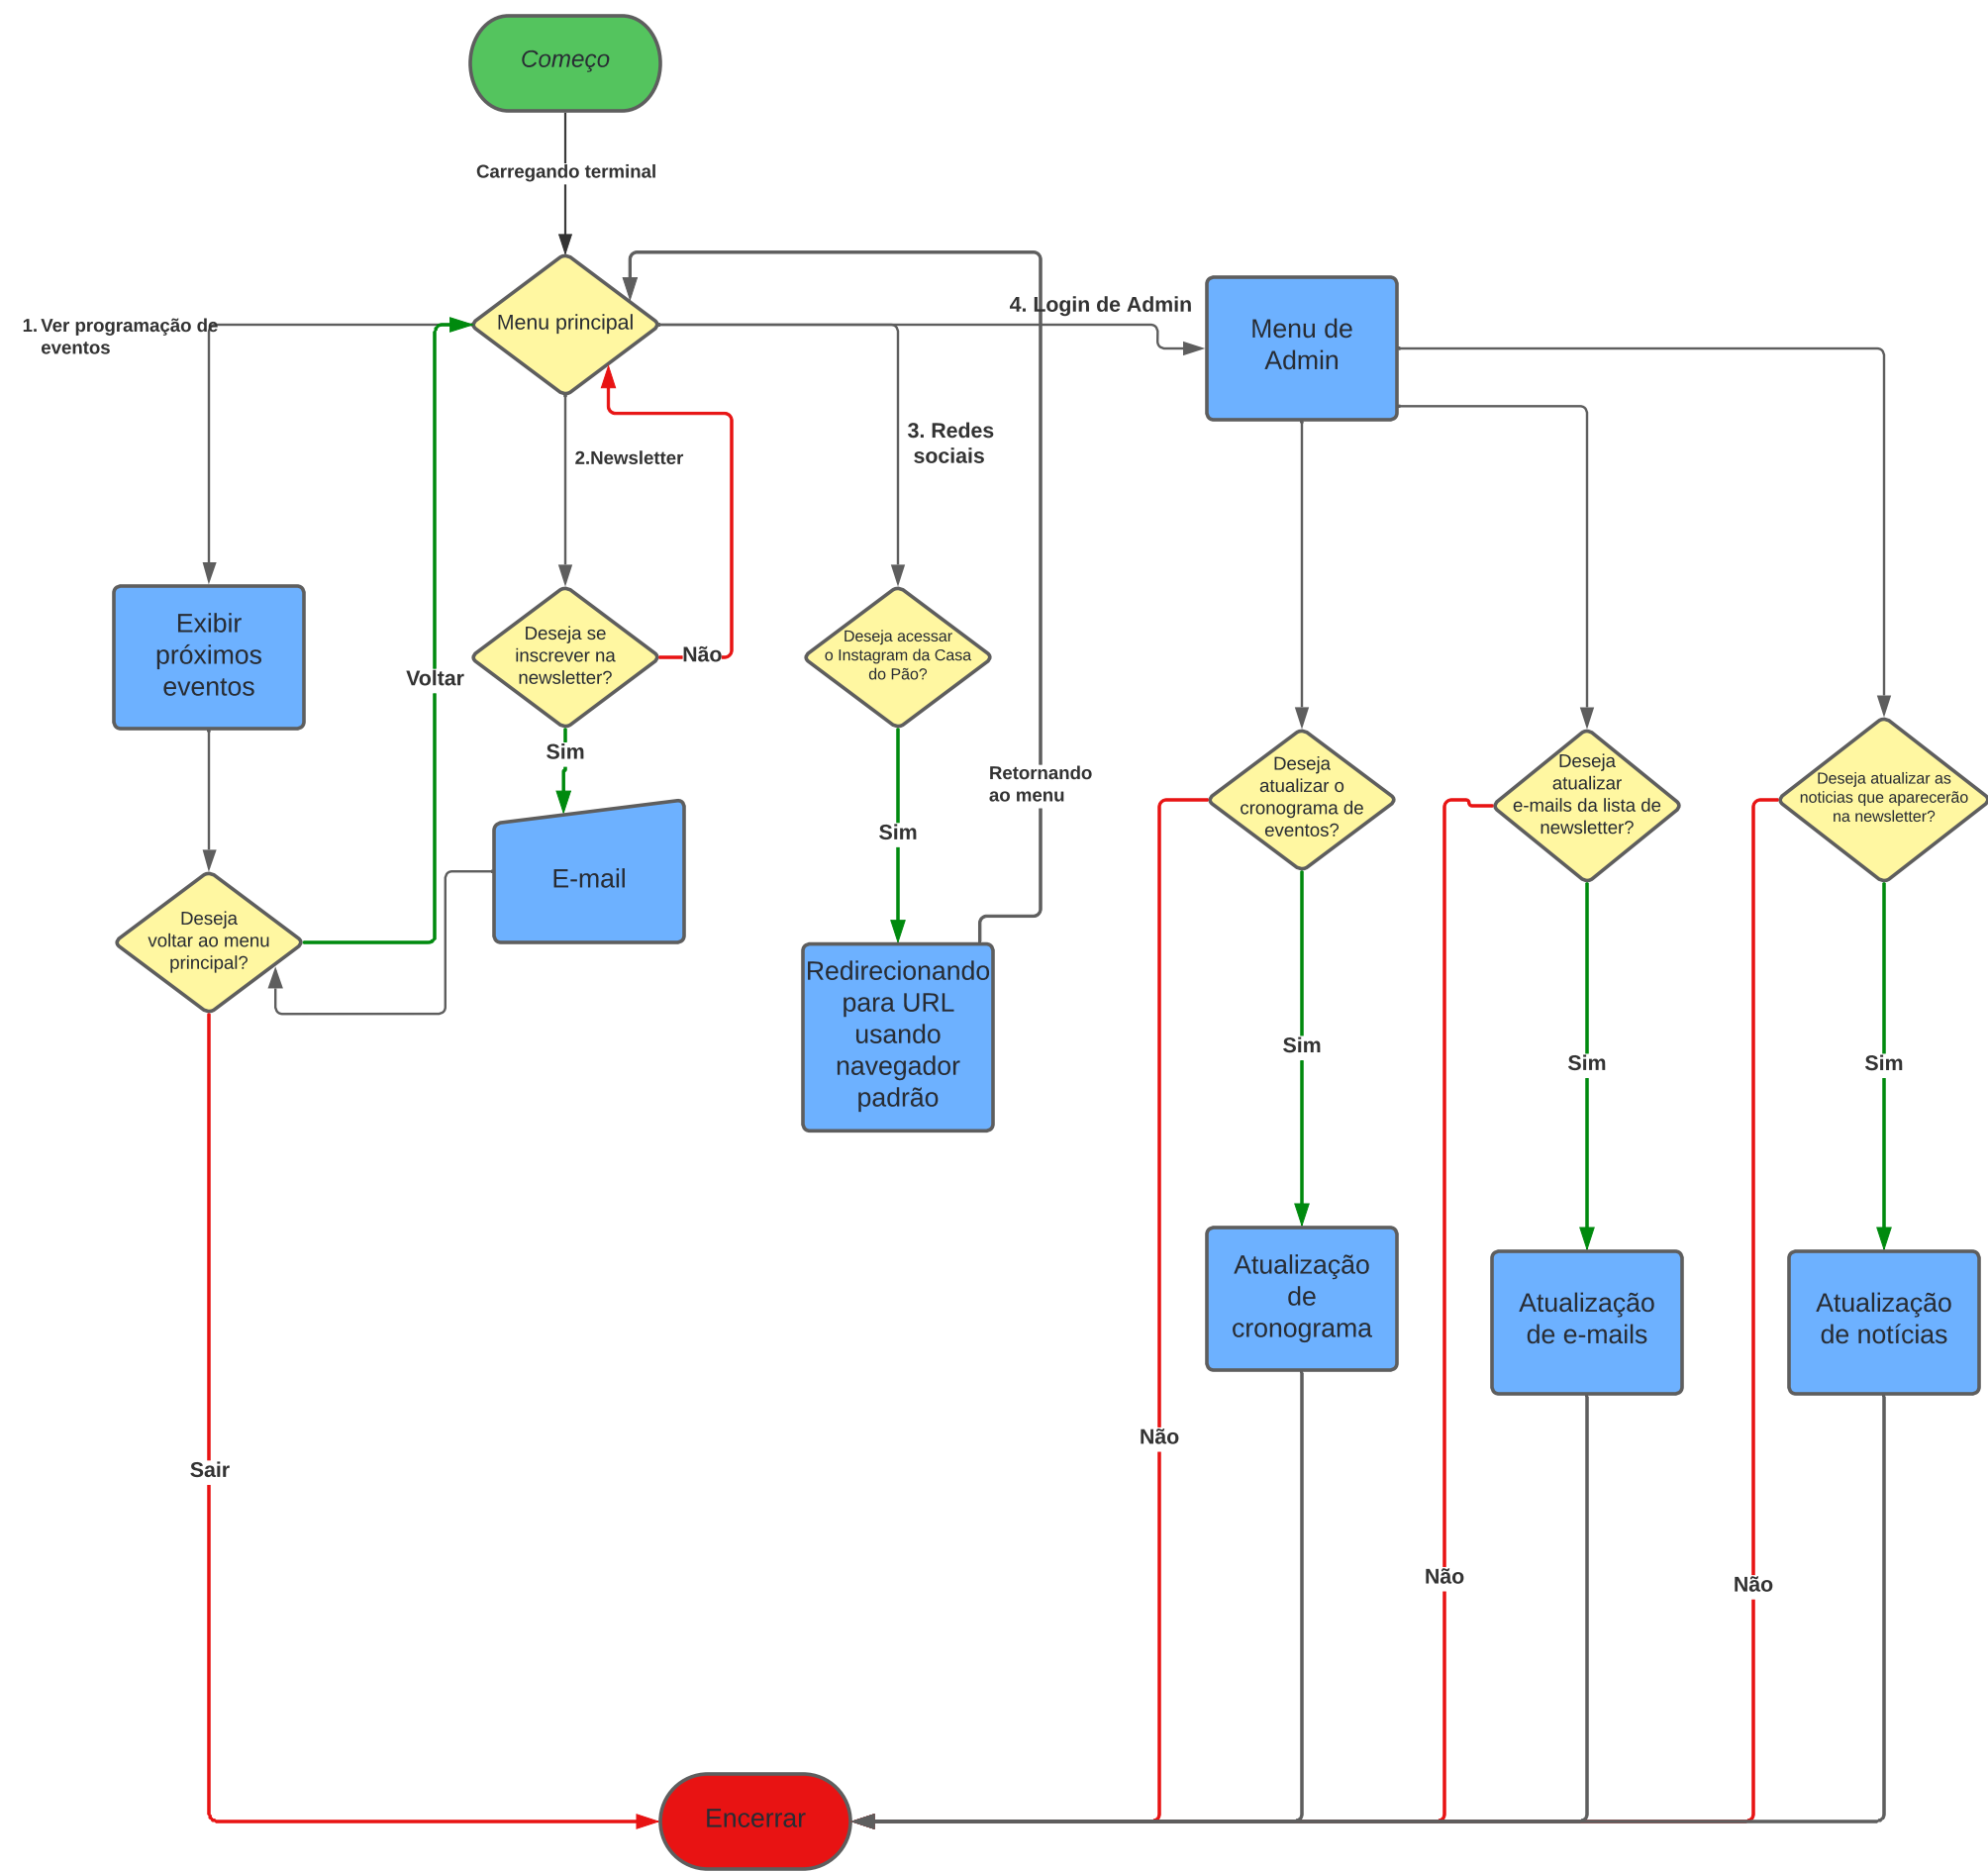 Começo
Carregando terminal
Menu principal
1. Ver programação de
eventos
4. Login de Admin
Menu de
Admin
2.Newsletter
3. Redes
sociais
Exibir
próximos
eventos
Voltar
Deseja se
inscrever na
newsletter?
Não
Sim
E-mail
Deseja acessar
o Instagram da Casa
do Pão?
Sim
Retornando
ao menu
Redirecionando
para URL
usando
navegador
padrão
Deseja
voltar ao menu
principal?
Sair
Deseja
atualizar o
cronograma de
eventos?
Sim
Não
Atualização
de
cronograma
Deseja
atualizar
e-mails da lista de
newsletter?
Sim
Não
Atualização
de e-mails
Deseja atualizar as
noticias que aparecerão
na newsletter?
Sim
Não
Atualização
de notícias
Encerrar